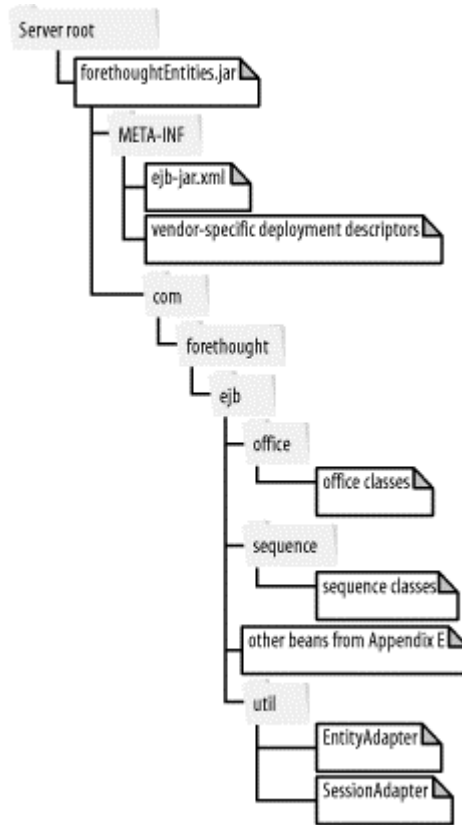 Server root
forethoughtEntities.jar
META-INF
ejb-jar.xml
vendor-specific deployment descriptors
com
forethought
ejb
office
office classes
sequence
sequence classes
other beans from Appendix E
util
EntityAdapter
SessionAdapter